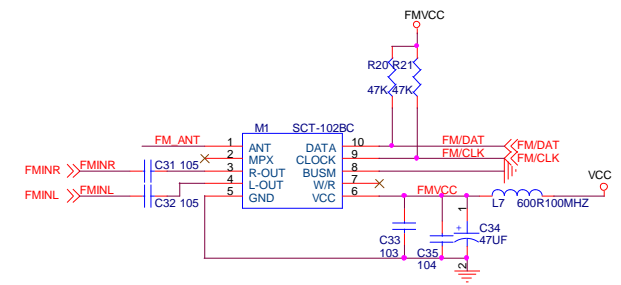 FMVCC
R20 R21
47K 47K
M1 SCT-102BC
FM_ANT 1 ANT DATA 10 FM/DAT FM/DAT
2 MPX CLOCK 9 FM/CLK FM/CLK
FMINR FMINR C31 105 3 R-OUT BUSM 8
FMINL FMINL 4 L-OUT W/R 7
C32 105 5 GND VCC 6 FMVCC
VCC
L7 600R100MHZ
1
+ C34
47UF
C33
103
C35
104
2